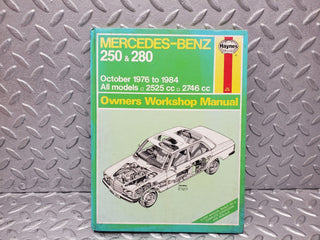 MERCEDES-BENZ
250 & 280
Haynes
October 1976 to 1984
All models □ 2525 cc □ 2746 cc
Owners Workshop Manual